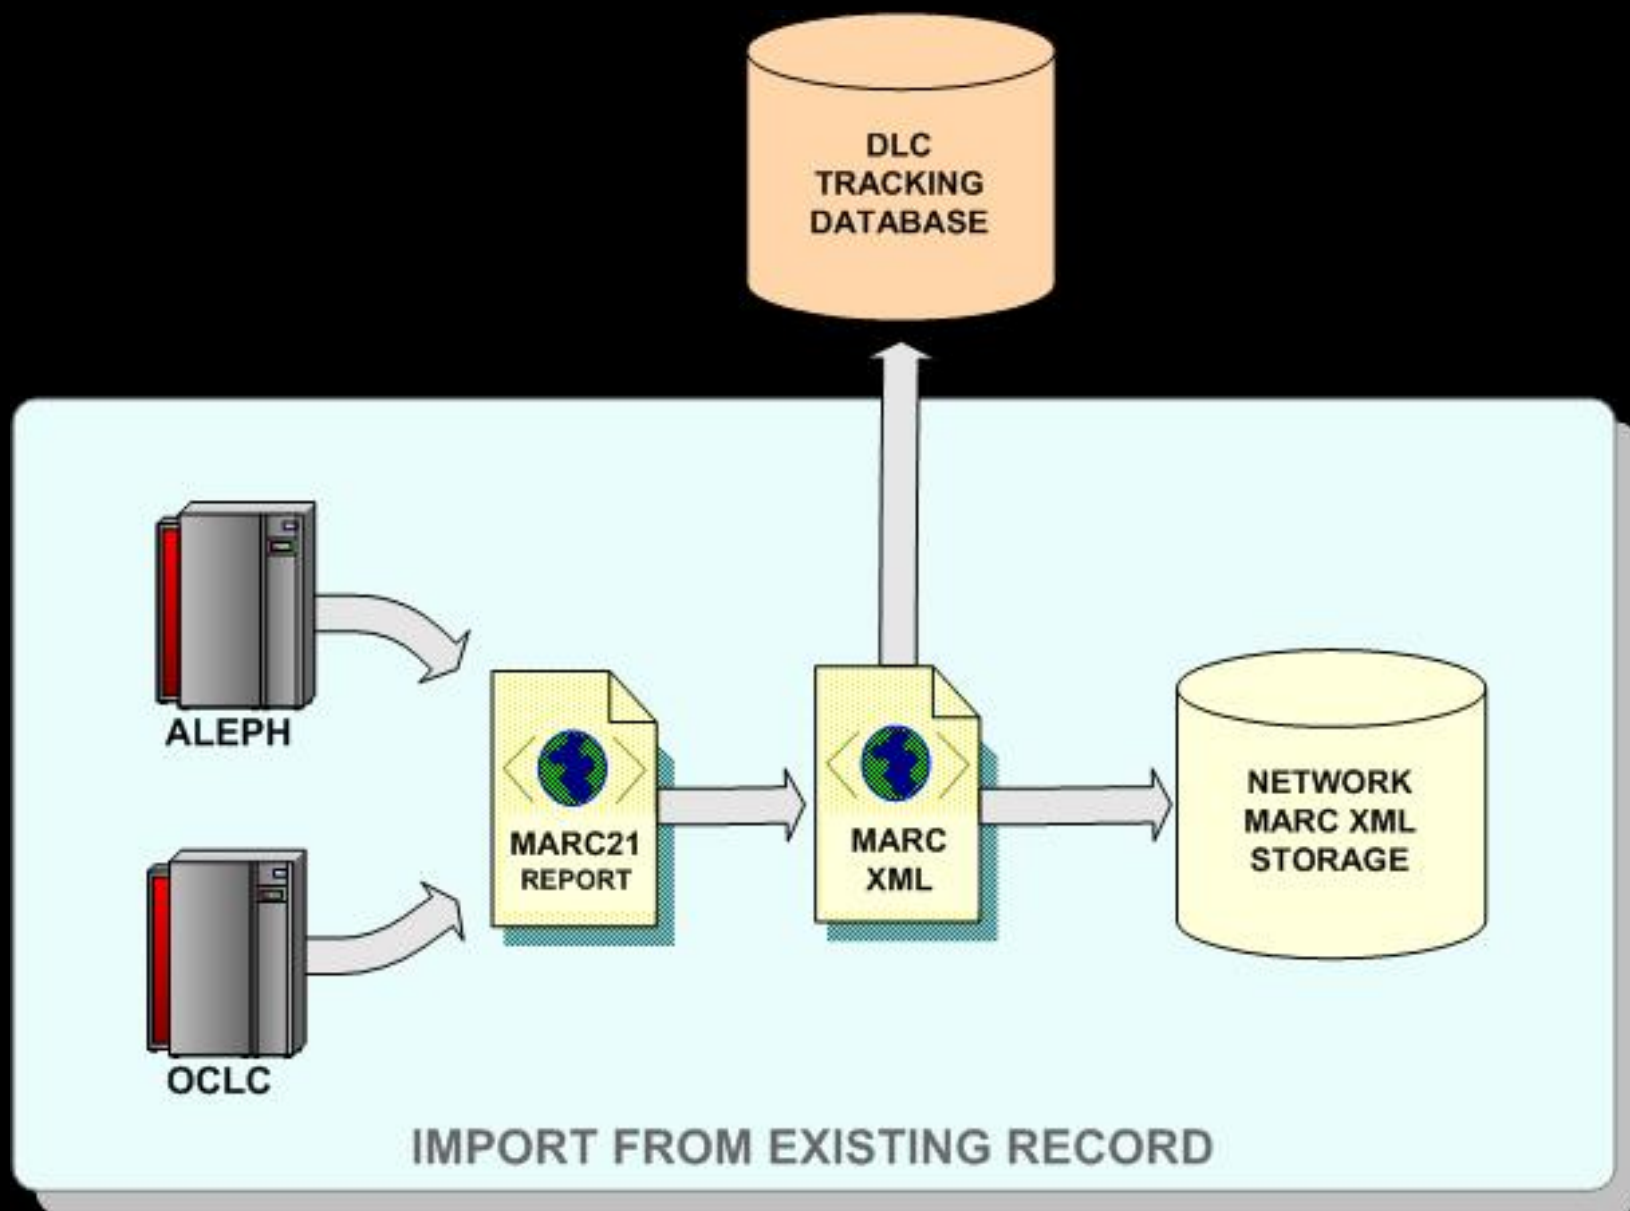 DLC
TRACKING
DATABASE
ALEPH
MARC21
REPORT
MARC
XML
NETWORK
MARC XML
STORAGE
OCLC
IMPORT FROM EXISTING RECORD